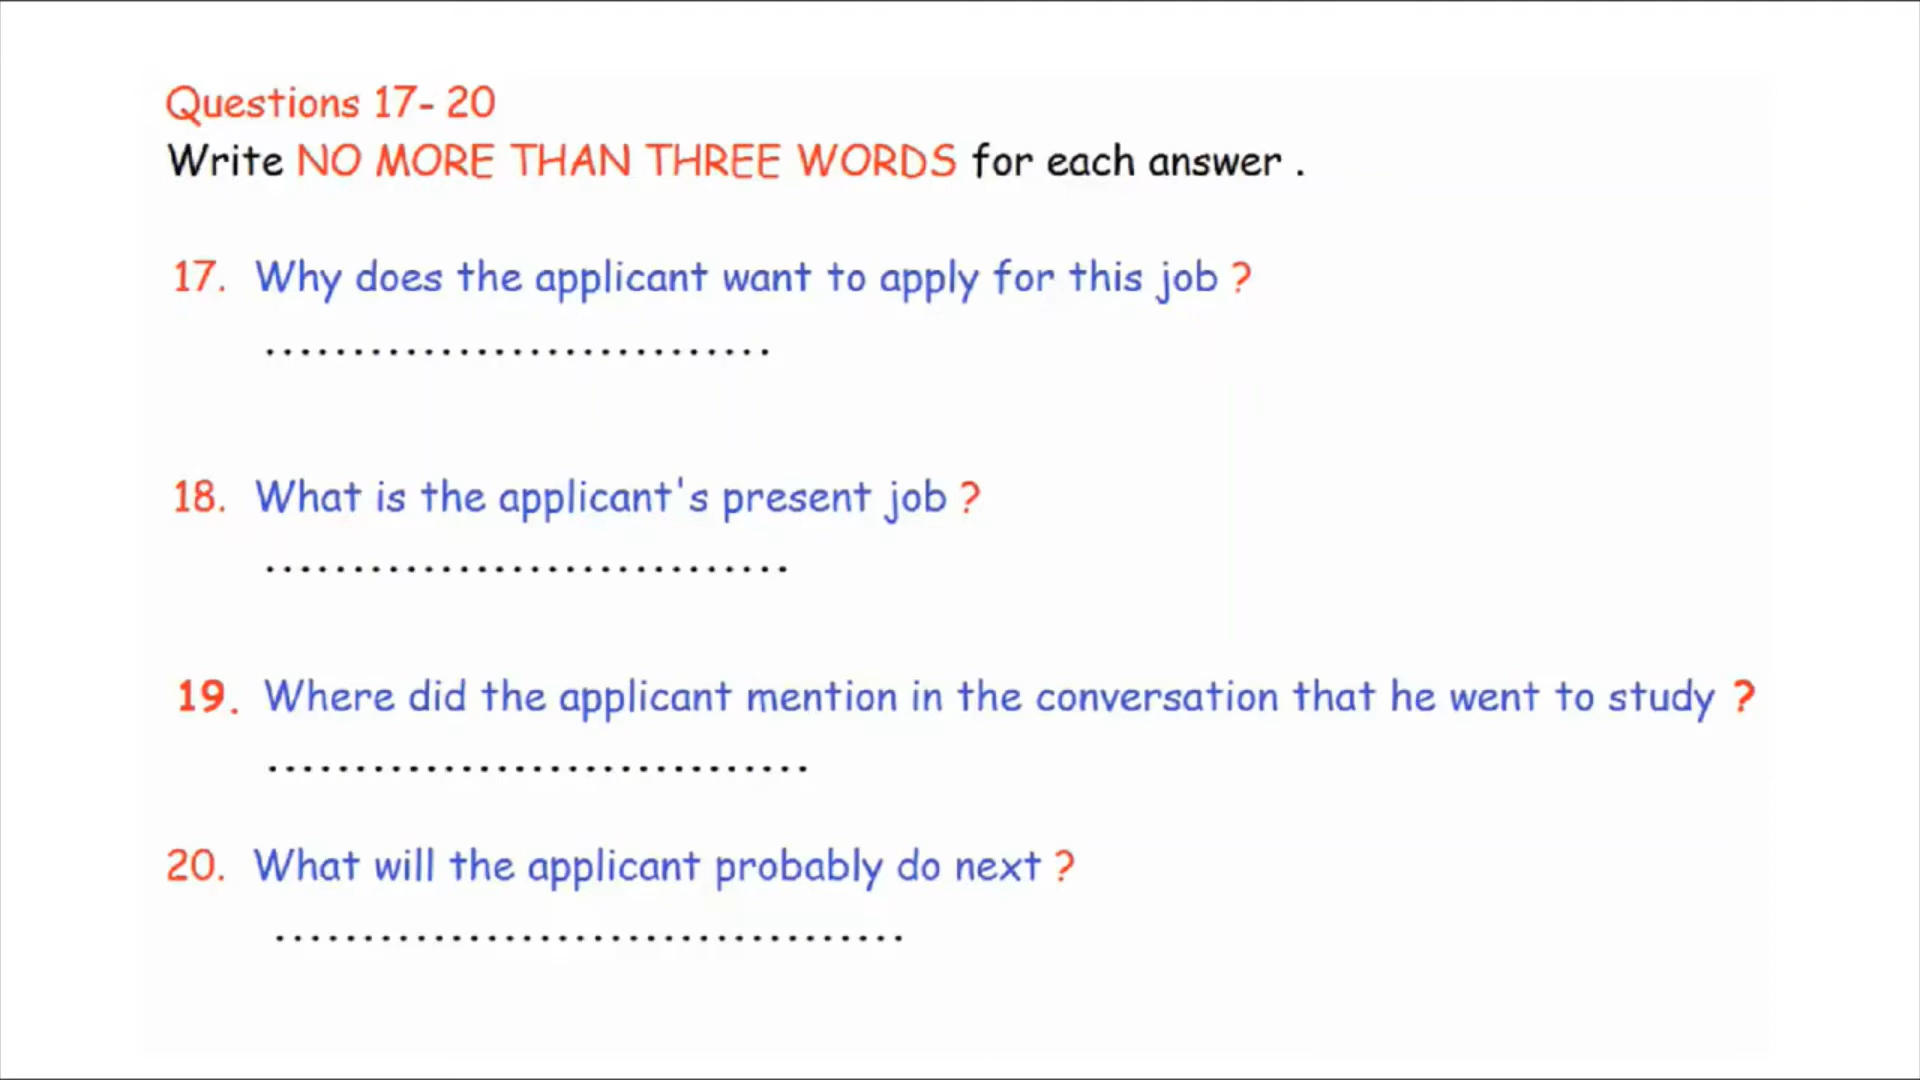 Questions 17- 20
Write NO MORE THAN THREE WORDS for each answer .
17. Why does the applicant want to apply for this job ?
..............................
18. What is the applicant's present job ?
...............................
19. Where did the applicant mention in the conversation that he went to study ?
................................
20. What will the applicant probably do next ?
.....................................